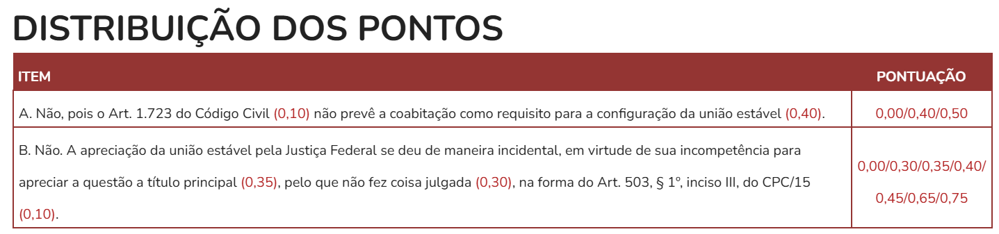 DISTRIBUIÇÃO DOS PONTOS
ITEM
PONTUAÇÃO
A. Não, pois o Art. 1.723 do Código Civil (0,10) não prevê a coabitação como requisito para a configuração da união estável (0,40).
0,00/0,40/0,50
B. Não. A apreciação da união estável pela Justiça Federal se deu de maneira incidental, em virtude de sua incompetência para
apreciar a questão a título principal (0,35), pelo que não fez coisa julgada (0,30), na forma do Art. 503, § 1º, inciso III, do CPC/15
(0,10).
0,00/0,30/0,35/0,40/
0,45/0,65/0,75